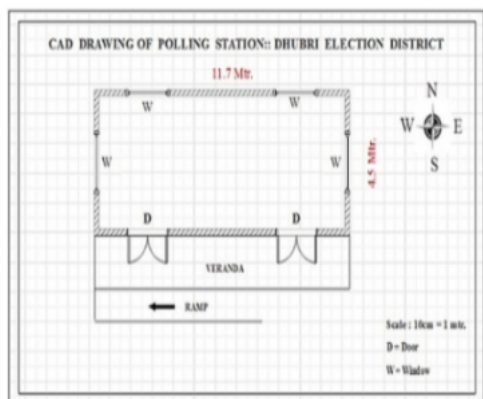 CAD DRAWING OF POLLING STATION:: DHUBRI ELECTION DISTRICT
11.7 Mtr.
W W
N
W E
S
W W
4.5 Mtr.
D D
VERANDA
RAMP
Scale : 10cm = 1 mtr.
D = Door
W = Window